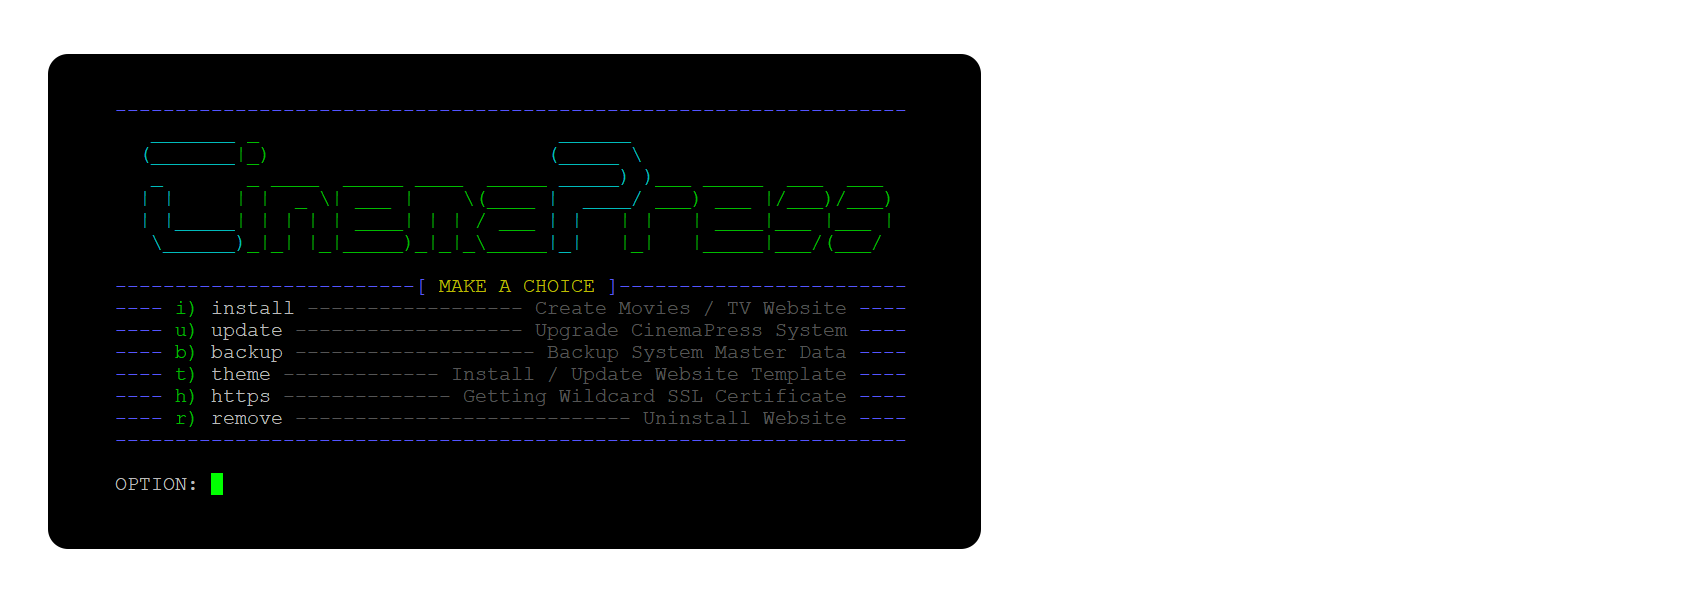 CinemaPress
[ MAKE A CHOICE ]
---- i) install ------------------ Create Movies / TV Website ----
---- u) update ------------------- Upgrade CinemaPress System ----
---- b) backup -------------------- Backup System Master Data ----
---- t) theme ------------- Install / Update Website Template ----
---- h) https -------------- Getting Wildcard SSL Certificate ----
---- r) remove ---------------------------- Uninstall Website ----
OPTION: